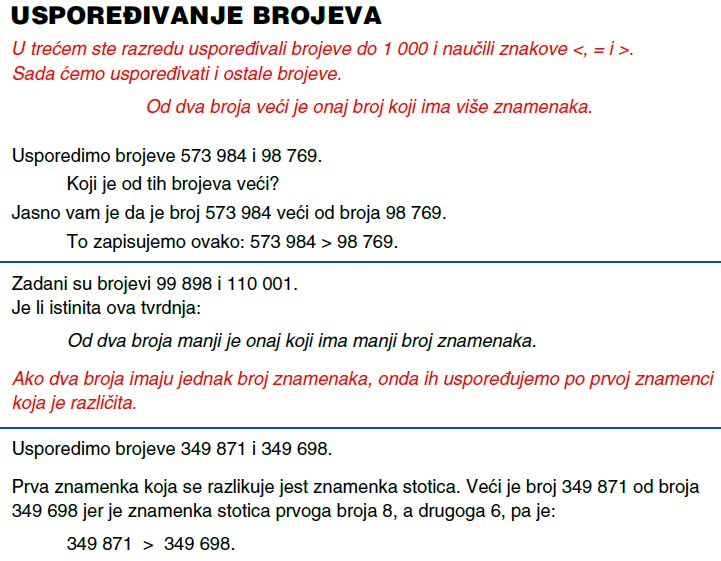 USPOREĐIVANJE BROJEVA
U trećem ste razredu uspoređivali brojeve do 1 000 i naučili znakove <, = i >.
Sada ćemo uspoređivati i ostale brojeve.
Od dva broja veći je onaj broj koji ima više znamenaka.
Usporedimo brojeve 573 984 i 98 769.
Koji je od tih brojeva veći?
Jasno vam je da je broj 573 984 veći od broja 98 769.
To zapisujemo ovako: 573 984 > 98 769.
Zadani su brojevi 99 898 i 110 001.
Je li istinita ova tvrdnja:
Od dva broja manji je onaj koji ima manji broj znamenaka.
Ako dva broja imaju jednak broj znamenaka, onda ih uspoređujemo po prvoj znamenci
koja je različita.
Usporedimo brojeve 349 871 i 349 698.
Prva znamenka koja se razlikuje jest znamenka stotica. Veći je broj 349 871 od broja
349 698 jer je znamenka stotica prvoga broja 8, a drugoga 6, pa je:
349 871 > 349 698.